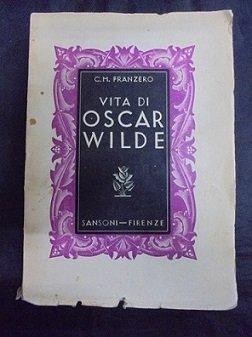 C. M. FRANZERO
VITA DI
OSCAR
WILDE
SANSONI—FIRENZE